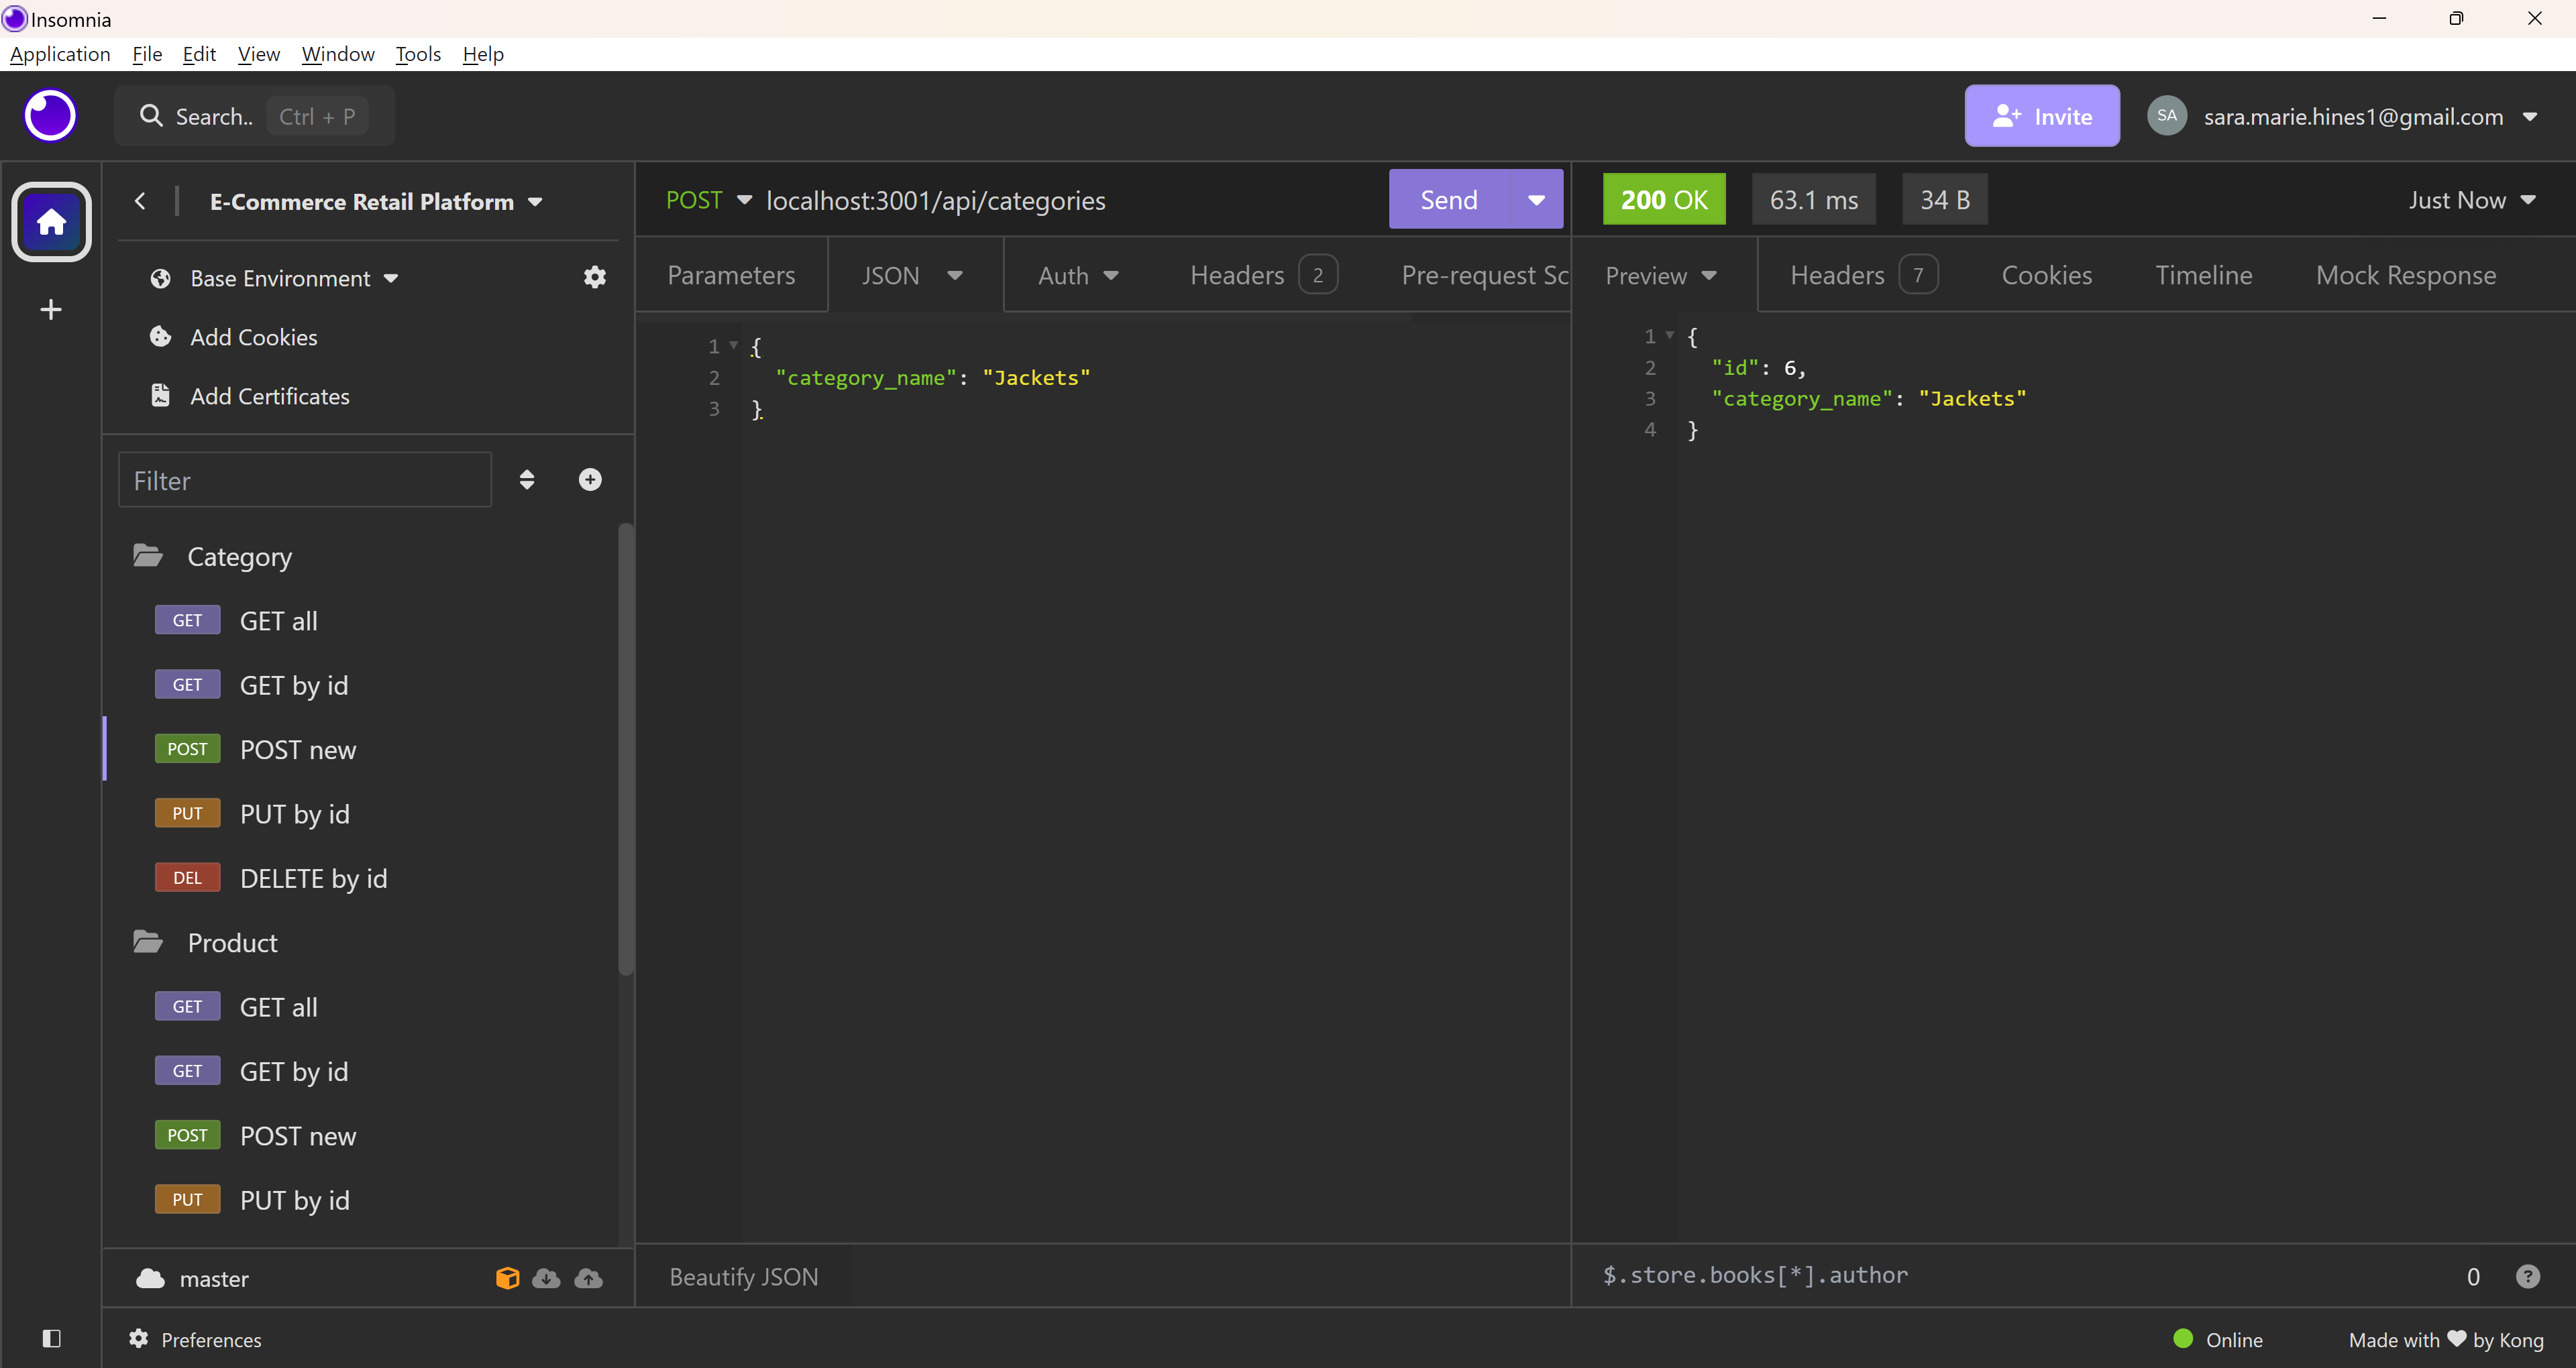 Insomnia
Application File Edit View Window Tools Help
Search.. Ctrl + P
Invite
SA sara.marie.hines1@gmail.com
E-Commerce Retail Platform
Base Environment
Add Cookies
Add Certificates
Filter
Category
GET GET all
GET GET by id
POST POST new
PUT PUT by id
DEL DELETE by id
Product
GET GET all
GET GET by id
POST POST new
PUT PUT by id
master
POST localhost:3001/api/categories Send
Parameters JSON Auth Headers 2 Pre-request Sc
1 {
2 "category_name": "Jackets"
3 }
Beautify JSON
200 OK 63.1 ms 34 B Just Now
Preview Headers 7 Cookies Timeline Mock Response
1 {
2 "id": 6,
3 "category_name": "Jackets"
4 }
$.store.books[*].author 0 ?
Preferences
Online Made with ♥ by Kong